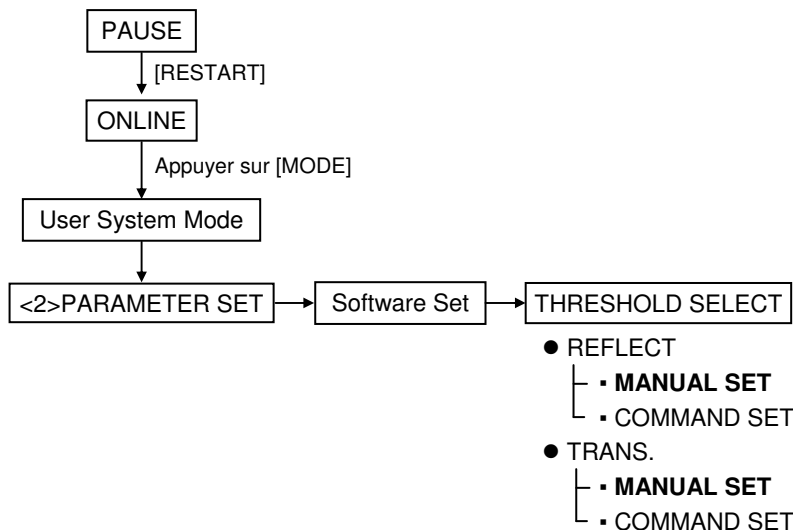 PAUSE
[RESTART]
ONLINE
Appuyer sur [MODE]
User System Mode
<2>PARAMETER SET
Software Set
THRESHOLD SELECT
● REFLECT
▪ MANUAL SET
▪ COMMAND SET
● TRANS.
▪ MANUAL SET
▪ COMMAND SET